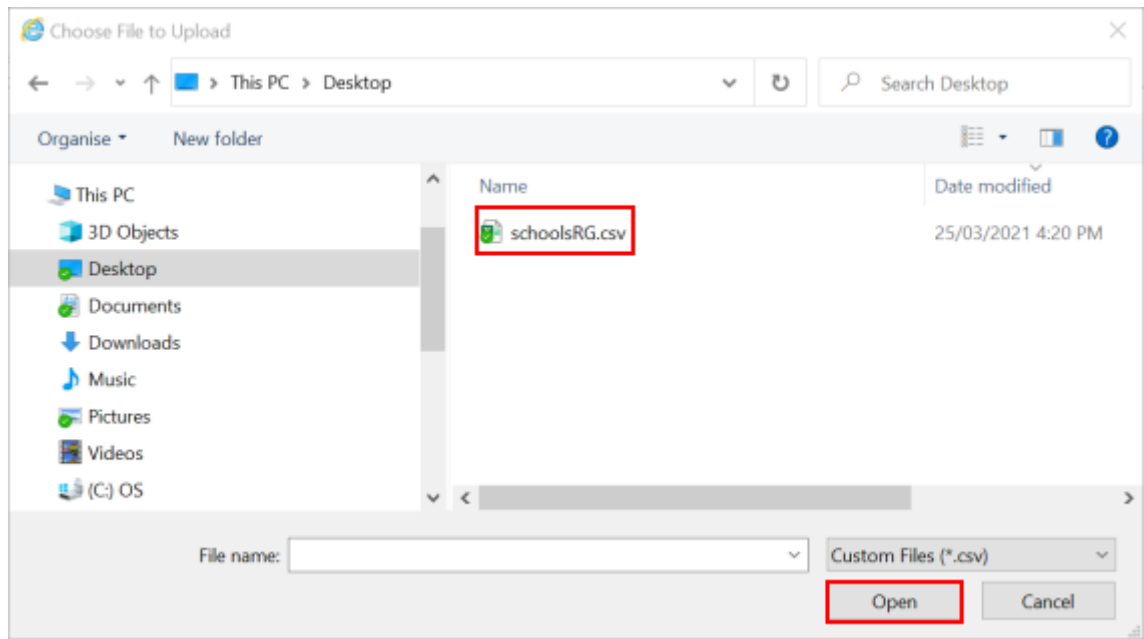 Choose File to Upload
This PC > Desktop
Search Desktop
Organise
New folder
Name
Date modified
schoolsRG.csv
25/03/2021 4:20 PM
This PC
3D Objects
Desktop
Documents
Downloads
Music
Pictures
Videos
(C:) OS
File name:
Custom Files (*.csv)
Open
Cancel